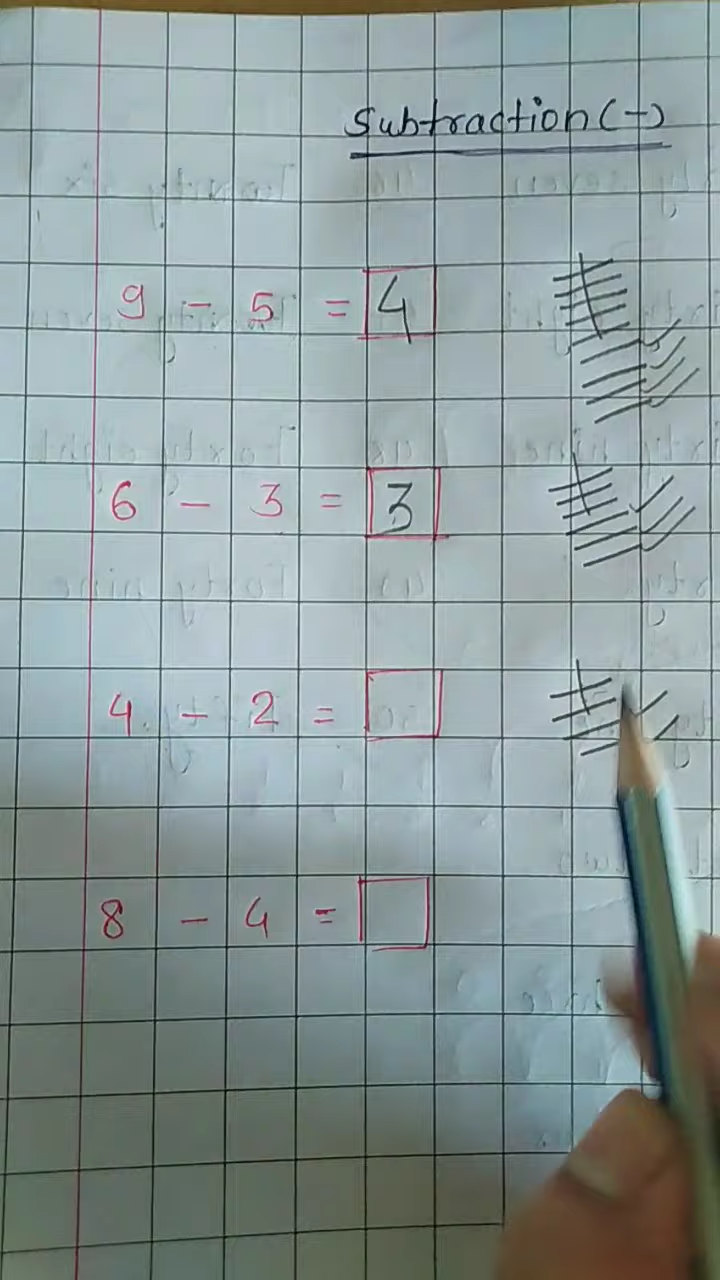 Subtraction (-)
9 - 5 = 4
6 - 3 = 3
4 - 2 =
8 - 4 =